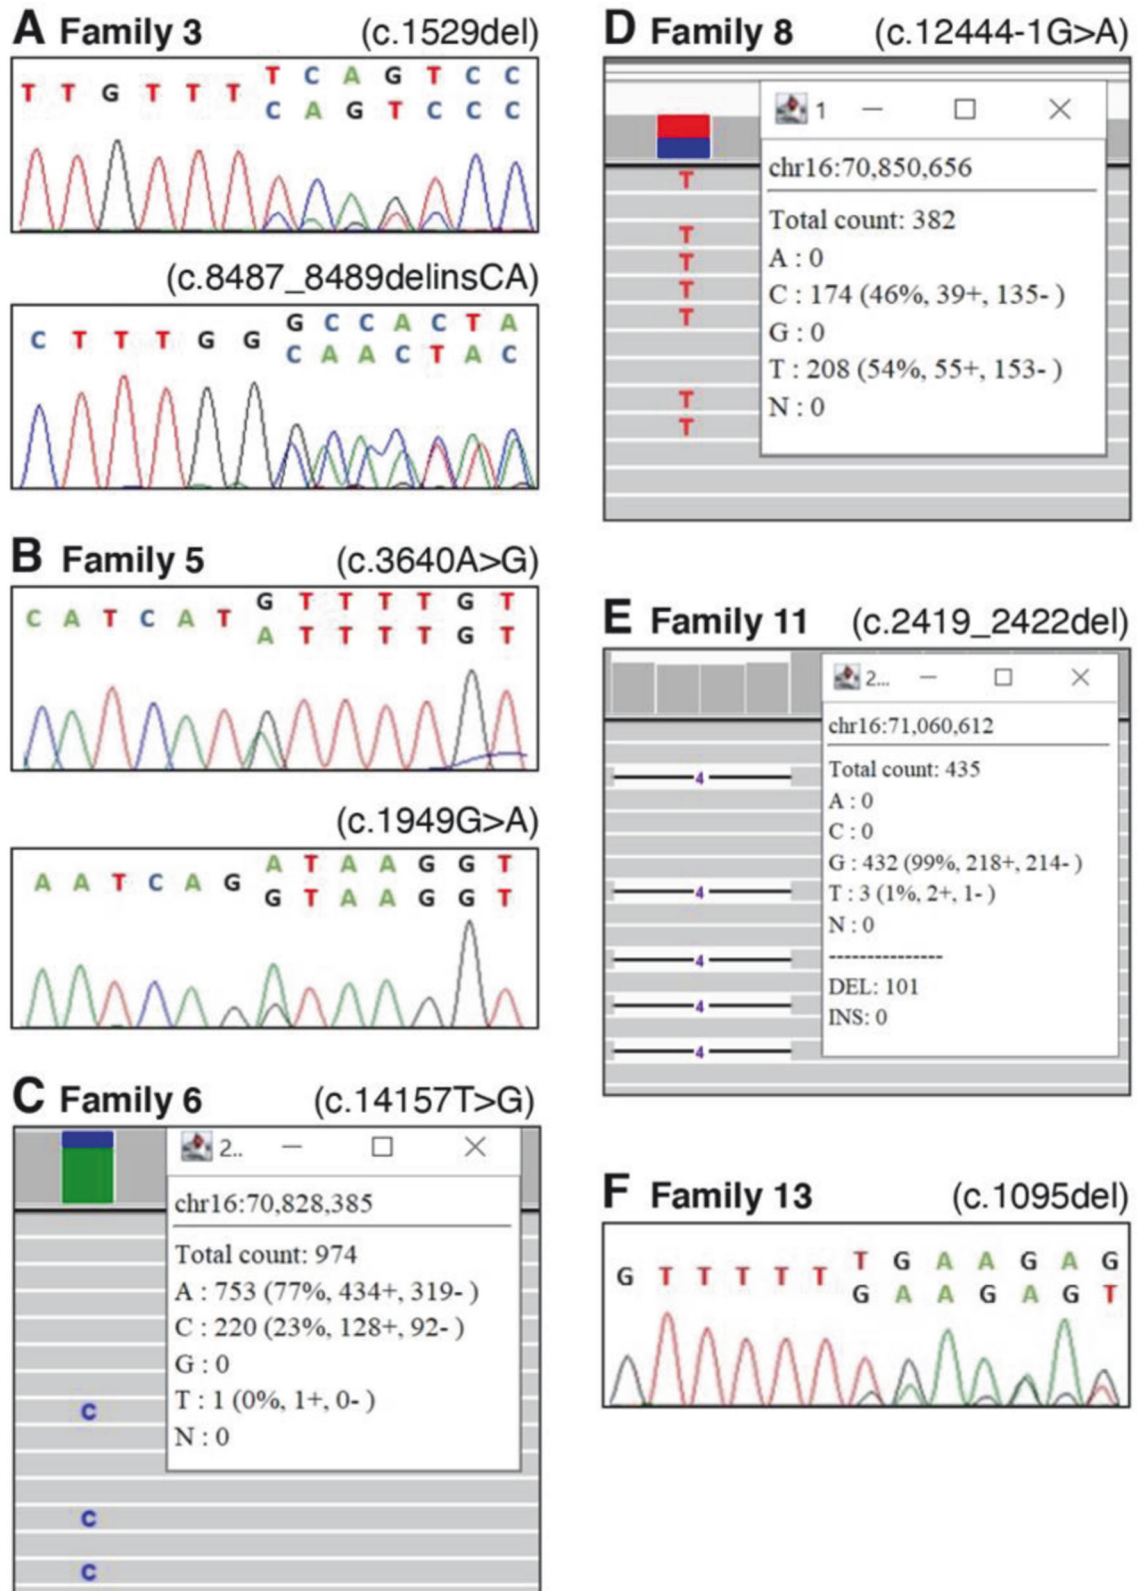 A Family 3 (c.1529del)
T C A G T C C
T T G T T T
C A G T C C C
(c.8487_8489delinsCA)
G C C A C T A
C T T T G G
C A A C T A C
B Family 5 (c.3640A>G)
G T T T T G T
C A T C A T
A T T T T G T
(c.1949G>A)
A T A A G G T
A A T C A G
G T A A G G T
C Family 6 (c.14157T>G)
2..
chr16:70,828,385
Total count: 974
A : 753 (77%, 434+, 319- )
C : 220 (23%, 128+, 92- )
G : 0
T : 1 (0%, 1+, 0- )
N : 0
C
C
C
D Family 8 (c.12444-1G>A)
1
chr16:70,850,656
Total count: 382
A : 0
C : 174 (46%, 39+, 135- )
G : 0
T : 208 (54%, 55+, 153- )
N : 0
T
T
T
T
T
T
T
E Family 11 (c.2419_2422del)
2...
chr16:71,060,612
Total count: 435
A : 0
C : 0
G : 432 (99%, 218+, 214- )
T : 3 (1%, 2+, 1- )
N : 0
---------------
DEL: 101
INS: 0
4
4
4
4
4
F Family 13 (c.1095del)
T G A A G A G
G T T T T T
G A A G A G T